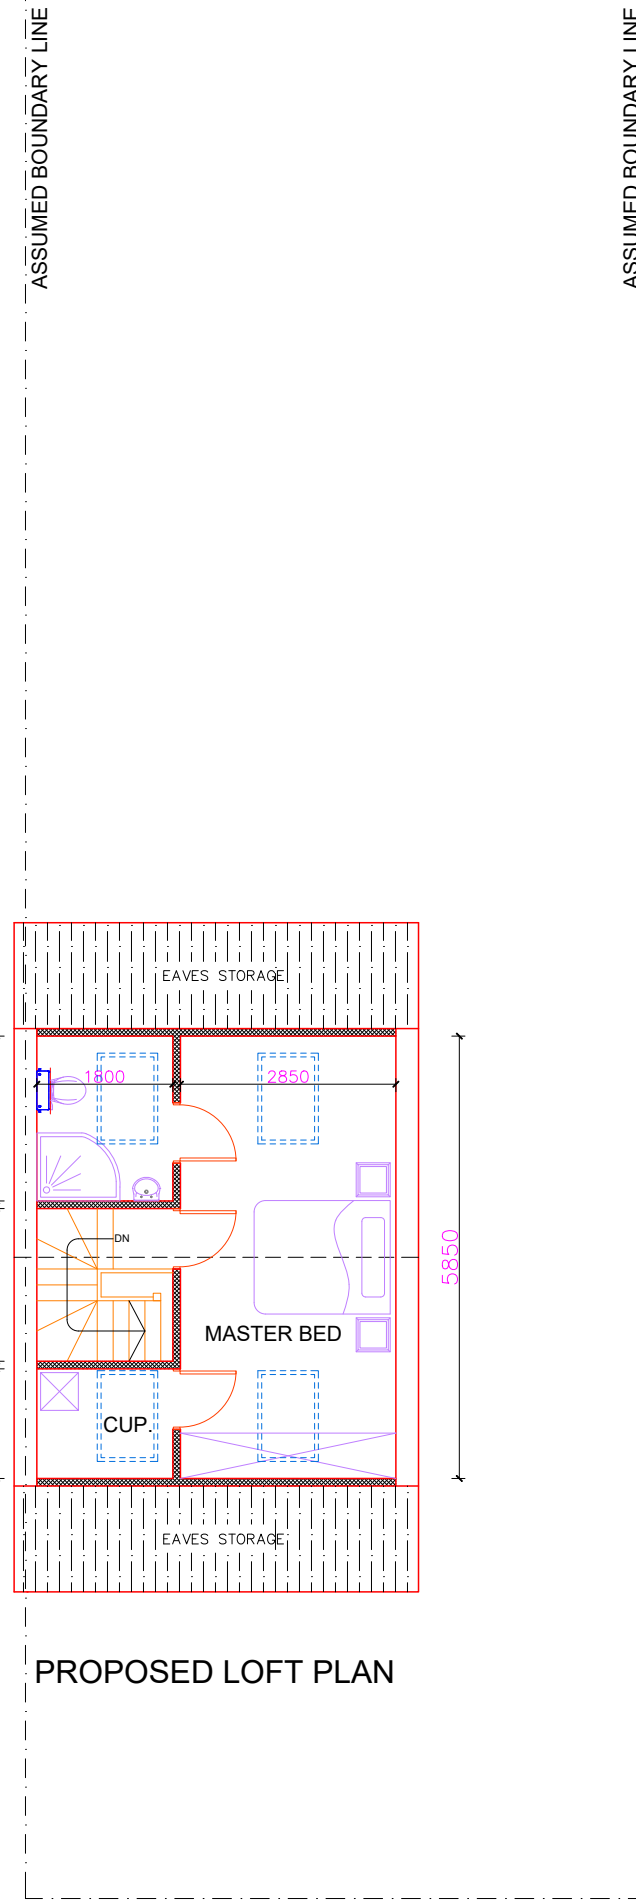 ASSUMED BOUNDARY LINE
ASSUMED BOUNDARY LINE
EAVES STORAGE
1800
2850
DN
5850
MASTER BED
CUP.
EAVES STORAGE
PROPOSED LOFT PLAN